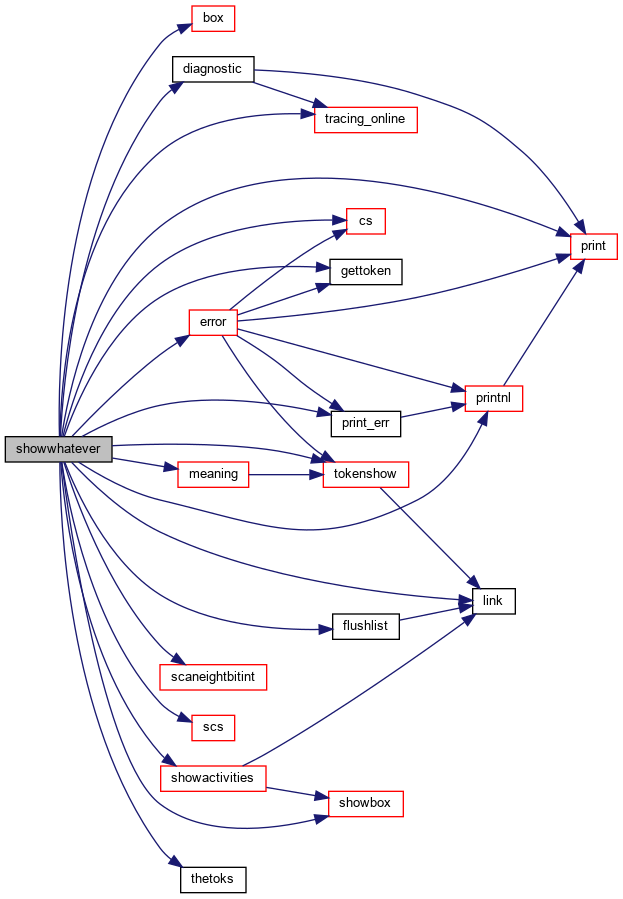 box
diagnostic
tracing_online
cs
print
gettoken
error
printnl
print_err
showwhatever
meaning
tokenshow
link
flushlist
scaneightbitint
scs
showactivities
showbox
thetoks